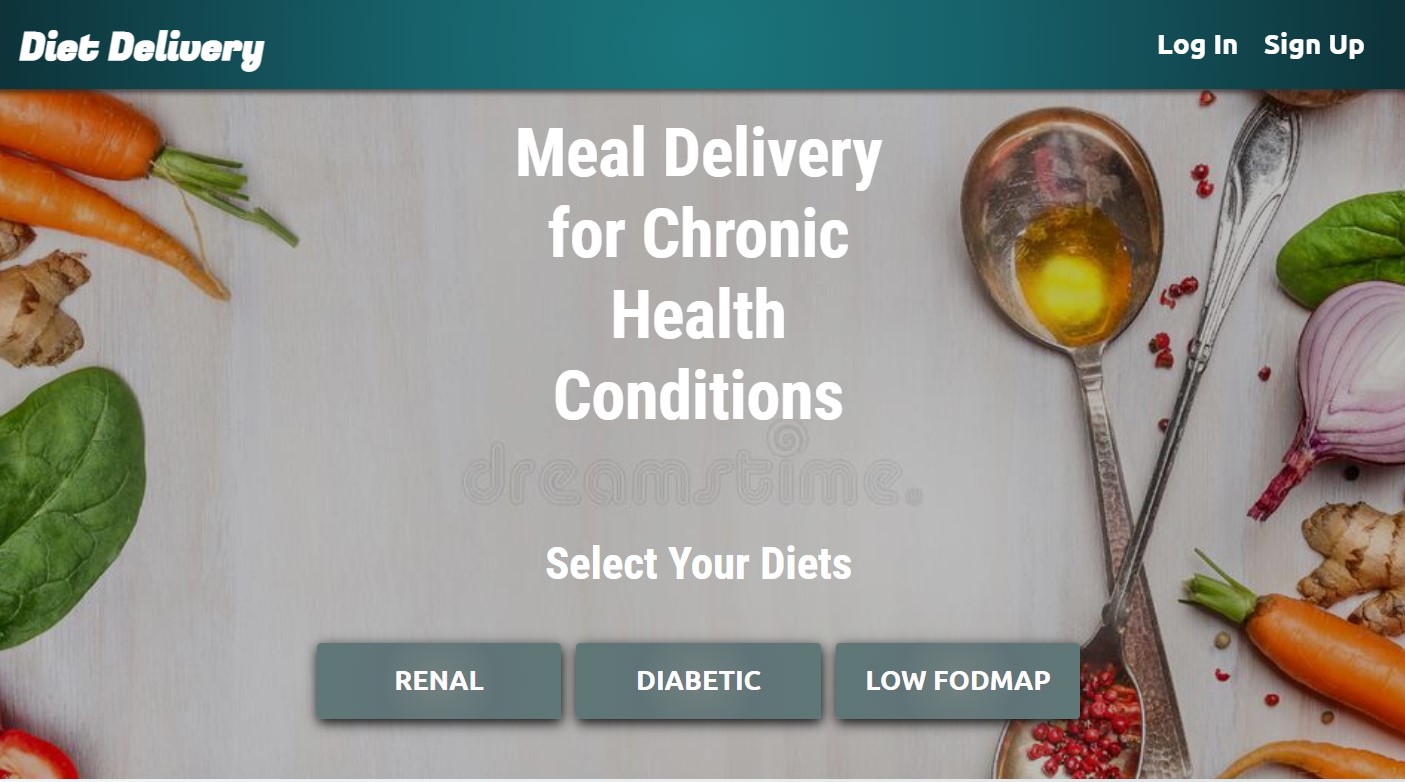 Diet Delivery
Log In Sign Up
Meal Delivery
for Chronic
Health
Conditions
dreamstime.
Select Your Diets
RENAL DIABETIC LOW FODMAP